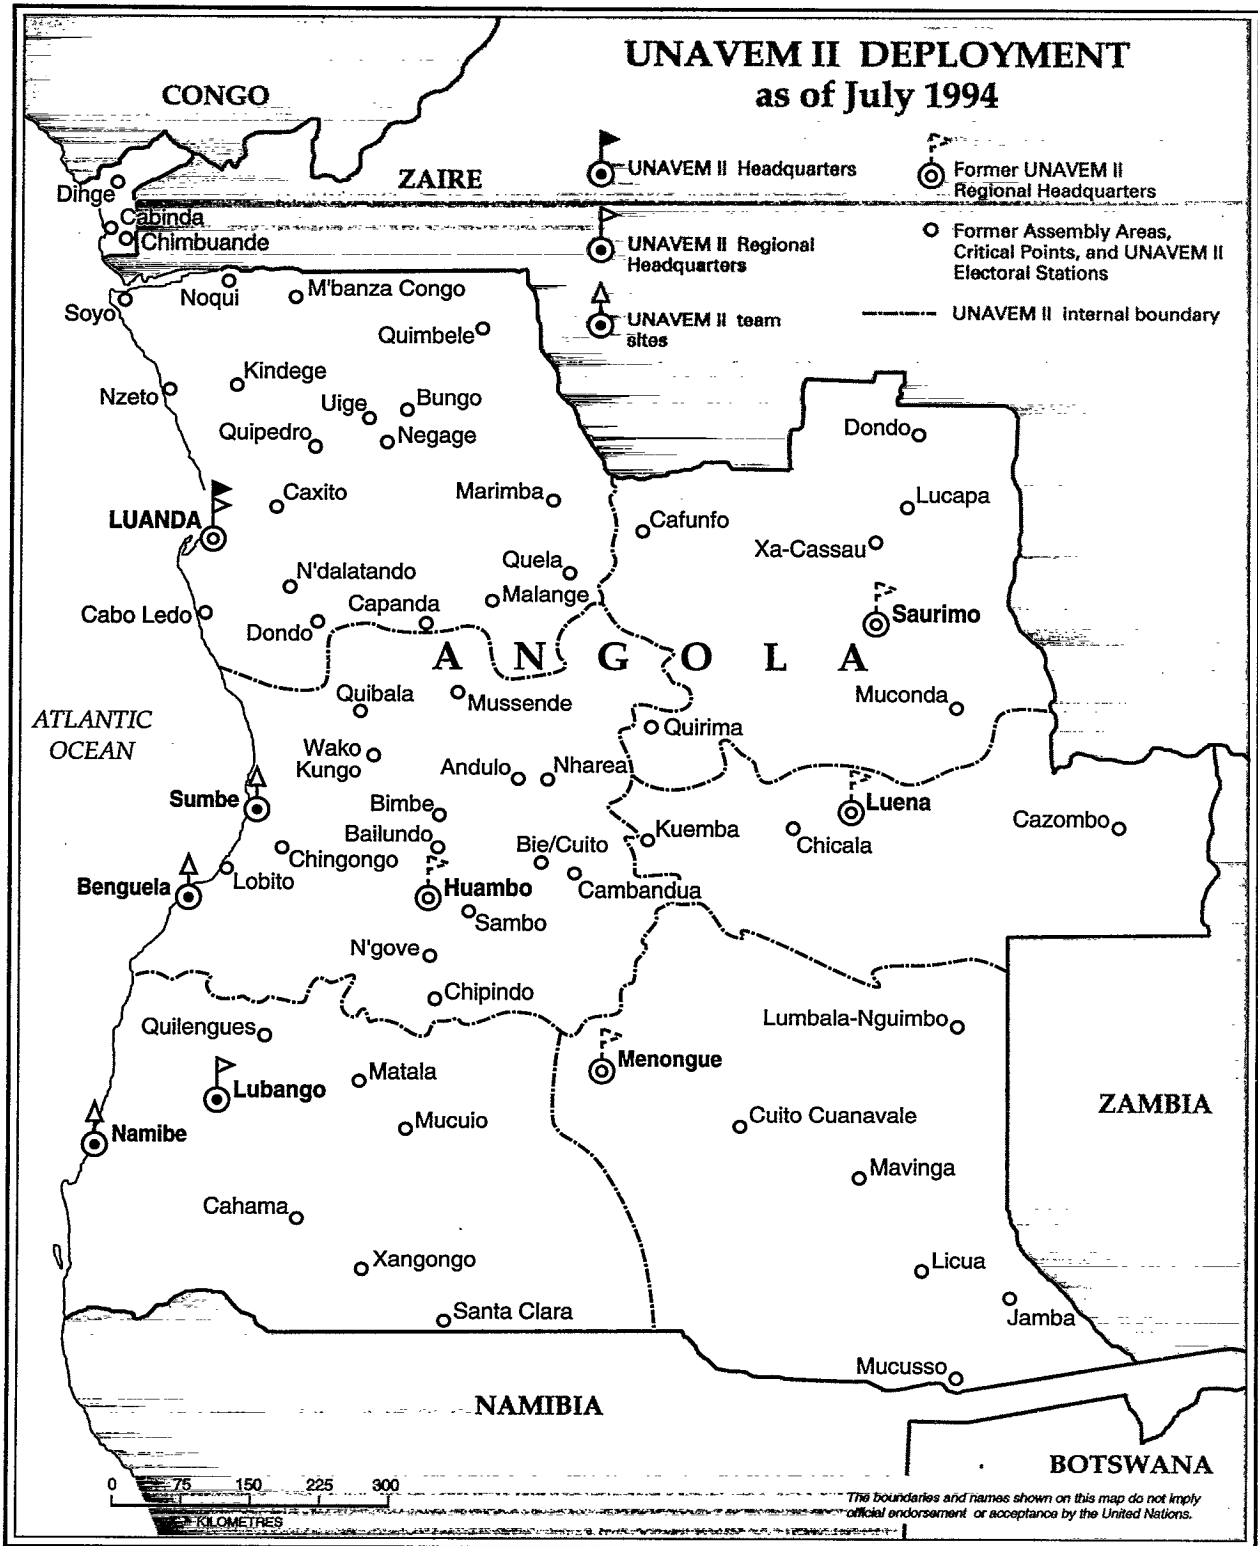 UNAVEM II DEPLOYMENT
as of July 1994
UNAVEM II Headquarters
UNAVEM II Regional
Headquarters
UNAVEM II team
sites
Former UNAVEM II
Regional Headquarters
Former Assembly Areas,
Critical Points, and UNAVEM II
Electoral Stations
UNAVEM II internal boundary
CONGO
ZAIRE
Dinge
Cabinda
Chimbuande
Soyo
Noqui
M'banza Congo
Quimbele
Nzeto
Kindege
Uige
Bungo
Quipedro
Negage
Dondo
LUANDA
Caxito
Marimba
Cafunfo
Lucapa
Xa-Cassau
N'dalatando
Quela
Cabo Ledo
Dondo
Capanda
Malange
Saurimo
ANGOLA
Quibala
Mussende
Muconda
ATLANTIC
OCEAN
Quirima
Wako
Kungo
Andulo
Nharea
Sumbe
Bimbe
Luena
Bailundo
Chingongo
Bie/Cuito
Kuemba
Chicala
Cazombo
Benguela
Lobito
Huambo
Cambandua
Sambo
N'gove
Chipindo
Quilengues
Lumbala-Nguimbo
Lubango
Matala
Menongue
Namibe
Mucuio
Cuito Cuanavale
ZAMBIA
Mavinga
Cahama
Xangongo
Licua
Santa Clara
Jamba
Mucusso
NAMIBIA
BOTSWANA
0 75 150 225 300
KILOMETRES
The boundaries and names shown on this map do not imply
official endorsement or acceptance by the United Nations.